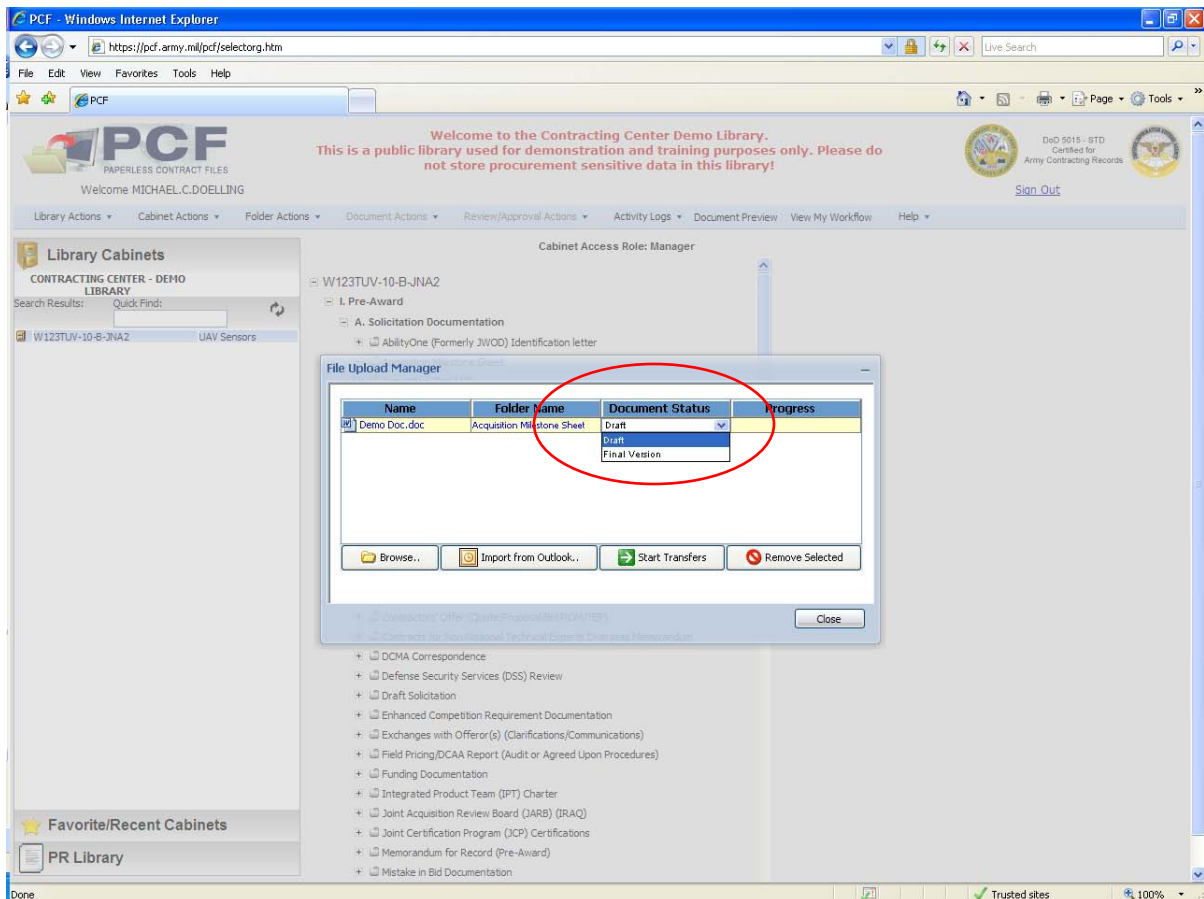 PCF - Windows Internet Explorer
https://pcf.army.mil/pcf/selectorg.htm
Live Search
File Edit View Favorites Tools Help
PCF
Page Tools
PCF
PAPERLESS CONTRACT FILES
Welcome MICHAEL.C.DOELLING
Welcome to the Contracting Center Demo Library.
This is a public library used for demonstration and training purposes only. Please do
not store procurement sensitive data in this library!
DoD 5015 - STD
Certified for
Army Contracting Records
Sign Out
Library Actions Cabinet Actions Folder Actions Document Actions Review/Approval Actions Activity Logs Document Preview View My Workflow Help
Library Cabinets
CONTRACTING CENTER - DEMO
LIBRARY
Search Results: Quick Find:
W123TUV-10-B-JNA2 UAV Sensors
Cabinet Access Role: Manager
W123TUV-10-B-JNA2
I. Pre-Award
A. Solicitation Documentation
AbilityOne (Formerly JWOD) Identification letter
File Upload Manager
Name Folder Name Document Status Progress
Demo Doc.doc Acquisition Milestone Sheet Draft
Draft
Final Version
Browse.. Import from Outlook.. Start Transfers Remove Selected
Close
DCMA Correspondence
Defense Security Services (DSS) Review
Draft Solicitation
Enhanced Competition Requirement Documentation
Exchanges with Offeror(s) (Clarifications/Communications)
Field Pricing/DCAA Report (Audit or Agreed Upon Procedures)
Funding Documentation
Integrated Product Team (IPT) Charter
Joint Acquisition Review Board (JARB) (IRAQ)
Joint Certification Program (JCP) Certifications
Memorandum for Record (Pre-Award)
Mistake in Bid Documentation
Favorite/Recent Cabinets
PR Library
Done
Trusted sites
100%